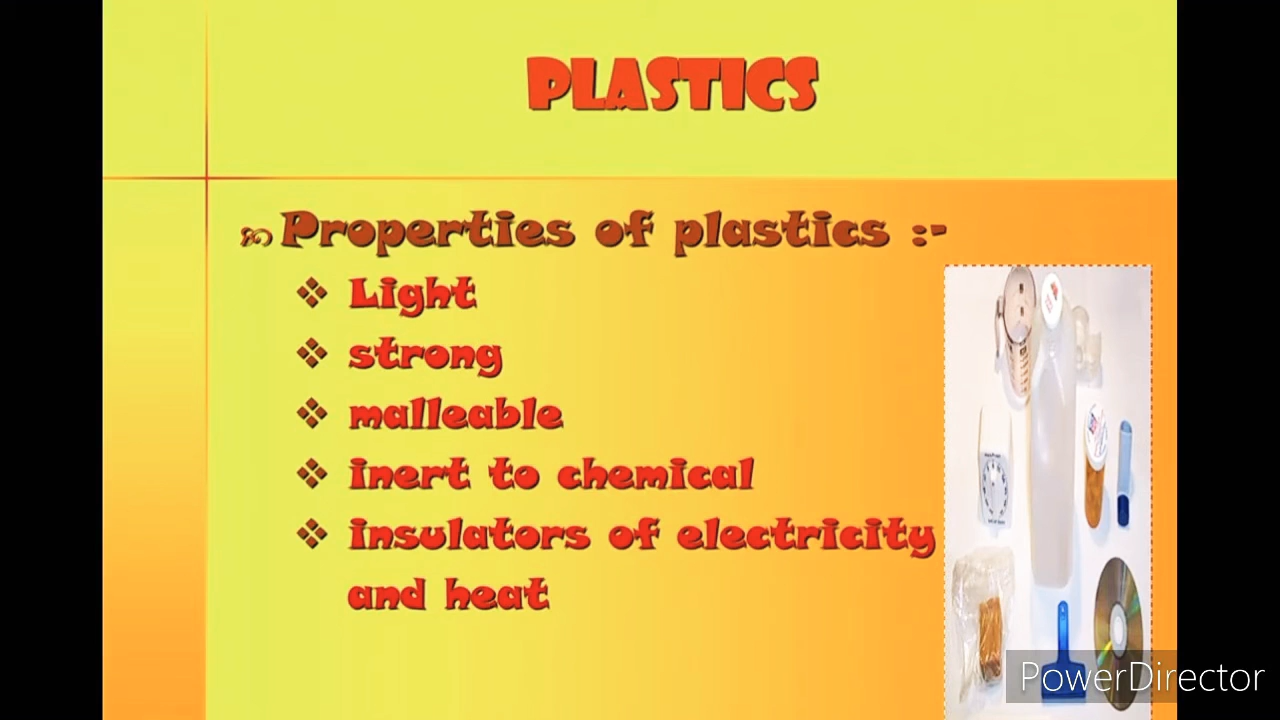 PLASTICS
Properties of plastics :-
Light
strong
malleable
inert to chemical
insulators of electricity
and heat
PowerDirector